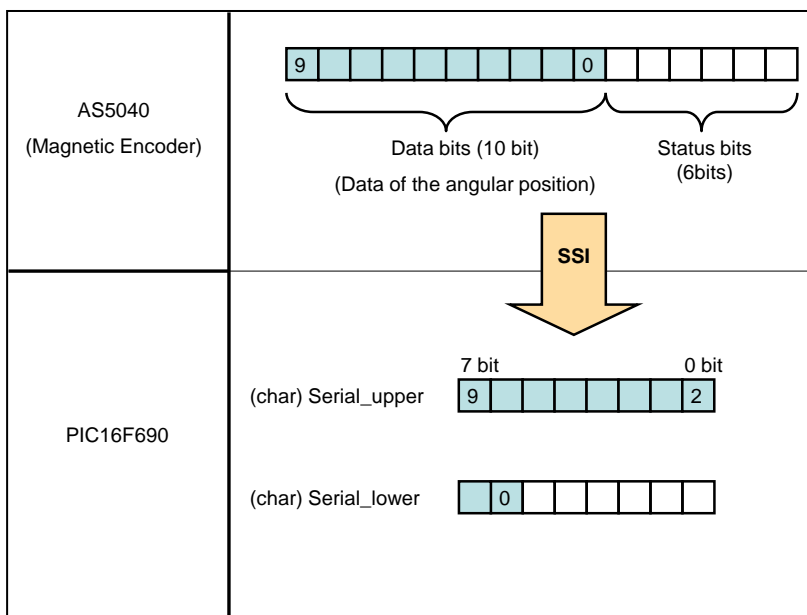 AS5040
(Magnetic Encoder)
9 0
Data bits (10 bit)
(Data of the angular position)
Status bits
(6bits)
SSI
PIC16F690
7 bit 0 bit
(char) Serial_upper 9 2
(char) Serial_lower 0